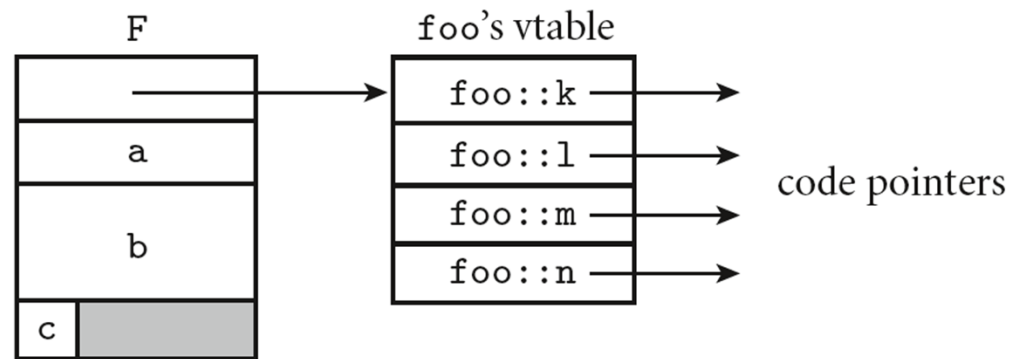 F
foo's vtable
foo::k
a
foo::l
code pointers
foo::m
b
foo::n
c